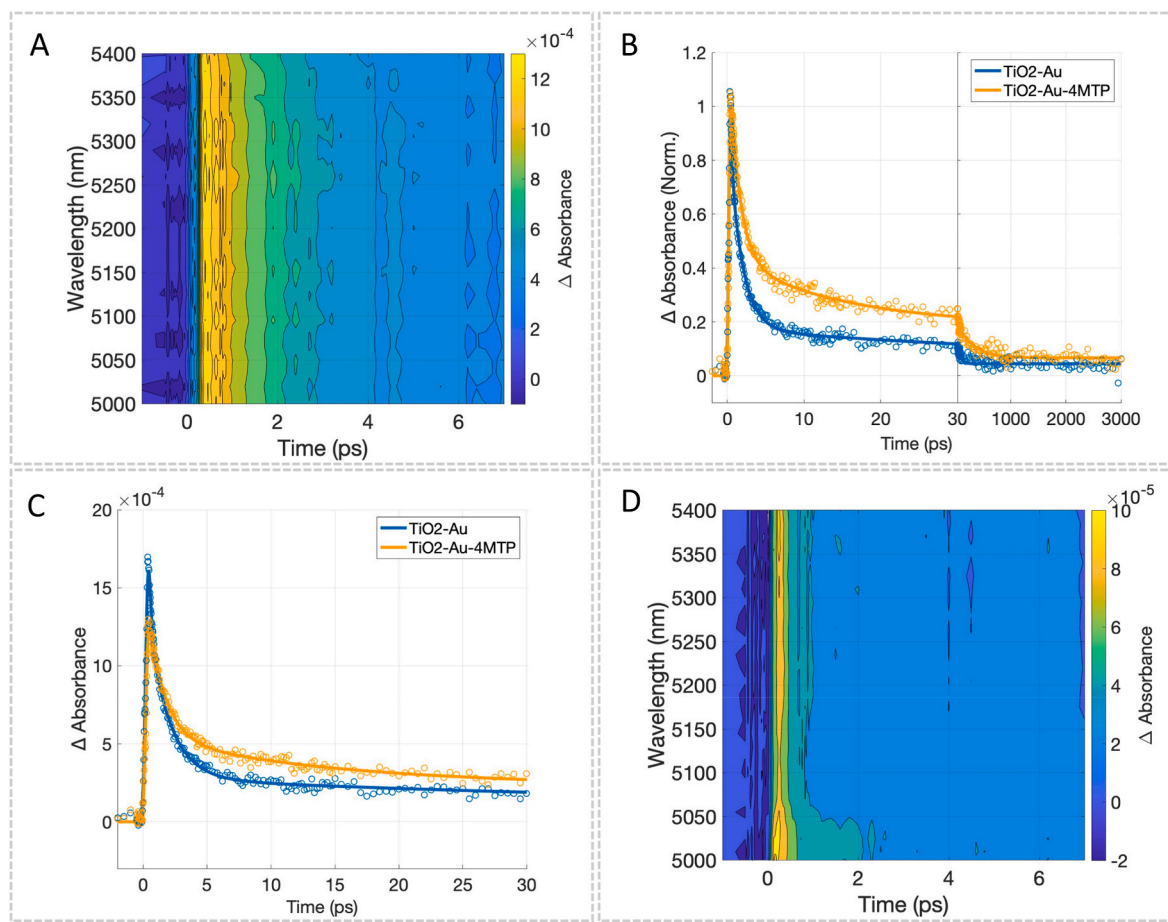 A
×10⁻⁴
5400
5350
5300
5250
5200
5150
5100
5050
5000
Wavelength (nm)
0 2 4 6
Time (ps)
12
10
8
6
4
2
0
Δ Absorbance
B
1.2
1
0.8
0.6
0.4
0.2
0
Δ Absorbance (Norm.)
TiO2-Au
TiO2-Au-4MTP
0 10 20 30 1000 2000 3000
Time (ps)
C
×10⁻⁴
20
15
10
5
0
Δ Absorbance
TiO2-Au
TiO2-Au-4MTP
0 5 10 15 20 25 30
Time (ps)
D
×10⁻⁵
5400
5350
5300
5250
5200
5150
5100
5050
5000
Wavelength (nm)
0 2 4 6
Time (ps)
10
8
6
4
2
0
-2
Δ Absorbance